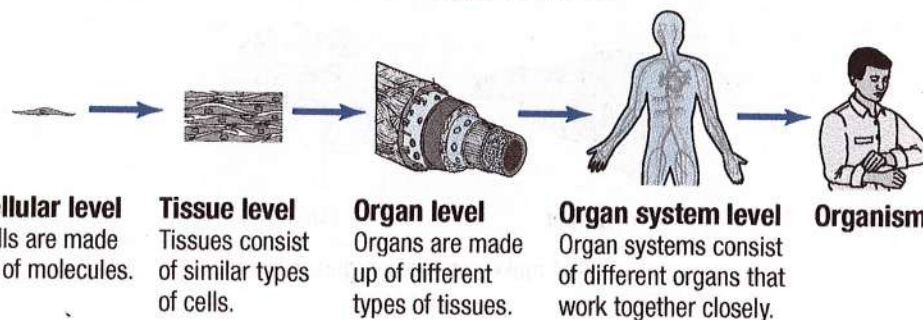 ellular level
lls are made
of molecules.
Tissue level
Tissues consist
of similar types
of cells.
Organ level
Organs are made
up of different
types of tissues.
Organ system level
Organ systems consist
of different organs that
work together closely.
Organism